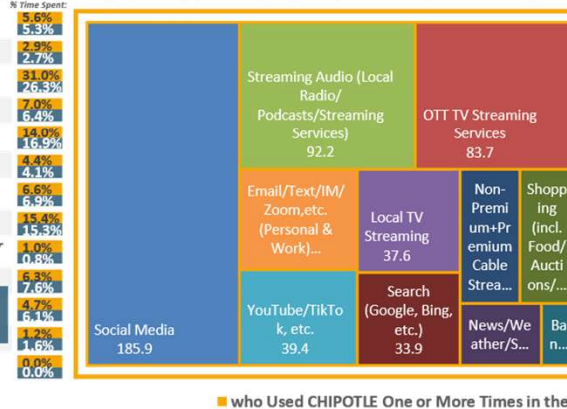 % Time Spent:
5.6%
5.3%
2.9%
2.7%
31.0%
26.3%
7.0%
6.4%
14.0%
16.9%
4.4%
4.1%
6.6%
6.9%
15.4%
15.3%
1.0%
0.8%
6.3%
7.6%
4.7%
6.1%
1.2%
1.6%
0.0%
0.0%
Social Media
185.9
Streaming Audio (Local
Radio/
Podcasts/Streaming
Services)
92.2
OTT TV Streaming
Services
83.7
Email/Text/IM/
Zoom,etc.
(Personal &
Work)...
Local TV
Streaming
37.6
Non-
Premi
um+Pr
emium
Cable
Strea...
Shopp
ing
(incl.
Food/
Aucti
ons/...
YouTube/TikTo
k, etc.
39.4
Search
(Google, Bing,
etc.)
33.9
News/We
ather/S...
Ba
n...
who Used CHIPOTLE One or More Times in the